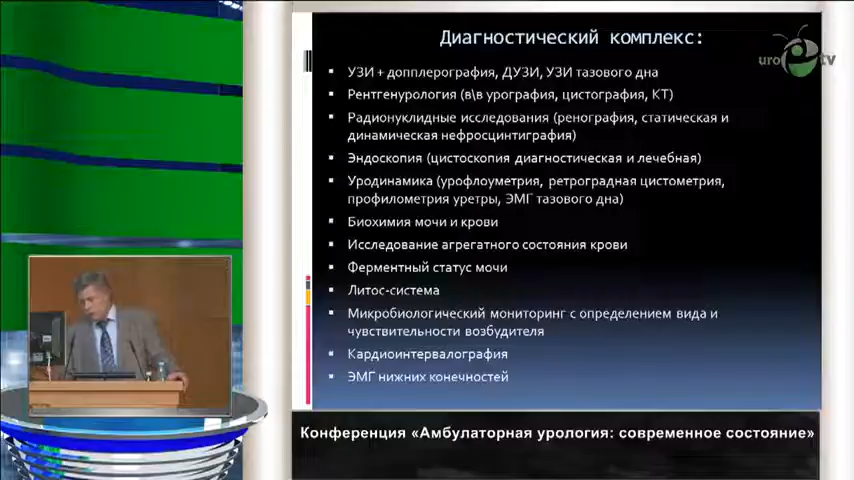 Диагностический комплекс:
uro tv
УЗИ + допплерография, ДУЗИ, УЗИ тазового дна
Рентгенурология (в\в урография, цистография, КТ)
Радионуклидные исследования (ренография, статическая и
динамическая нефросцинтиграфия)
Эндоскопия (цистоскопия диагностическая и лечебная)
Уродинамика (урофлоуметрия, ретроградная цистометрия,
профилометрия уретры, ЭМГ тазового дна)
Биохимия мочи и крови
Исследование агрегатного состояния крови
Ферментный статус мочи
Литос-система
Микробиологический мониторинг с определением вида и
чувствительности возбудителя
Кардиоинтервалография
ЭМГ нижних конечностей
Конференция «Амбулаторная урология: современное состояние»